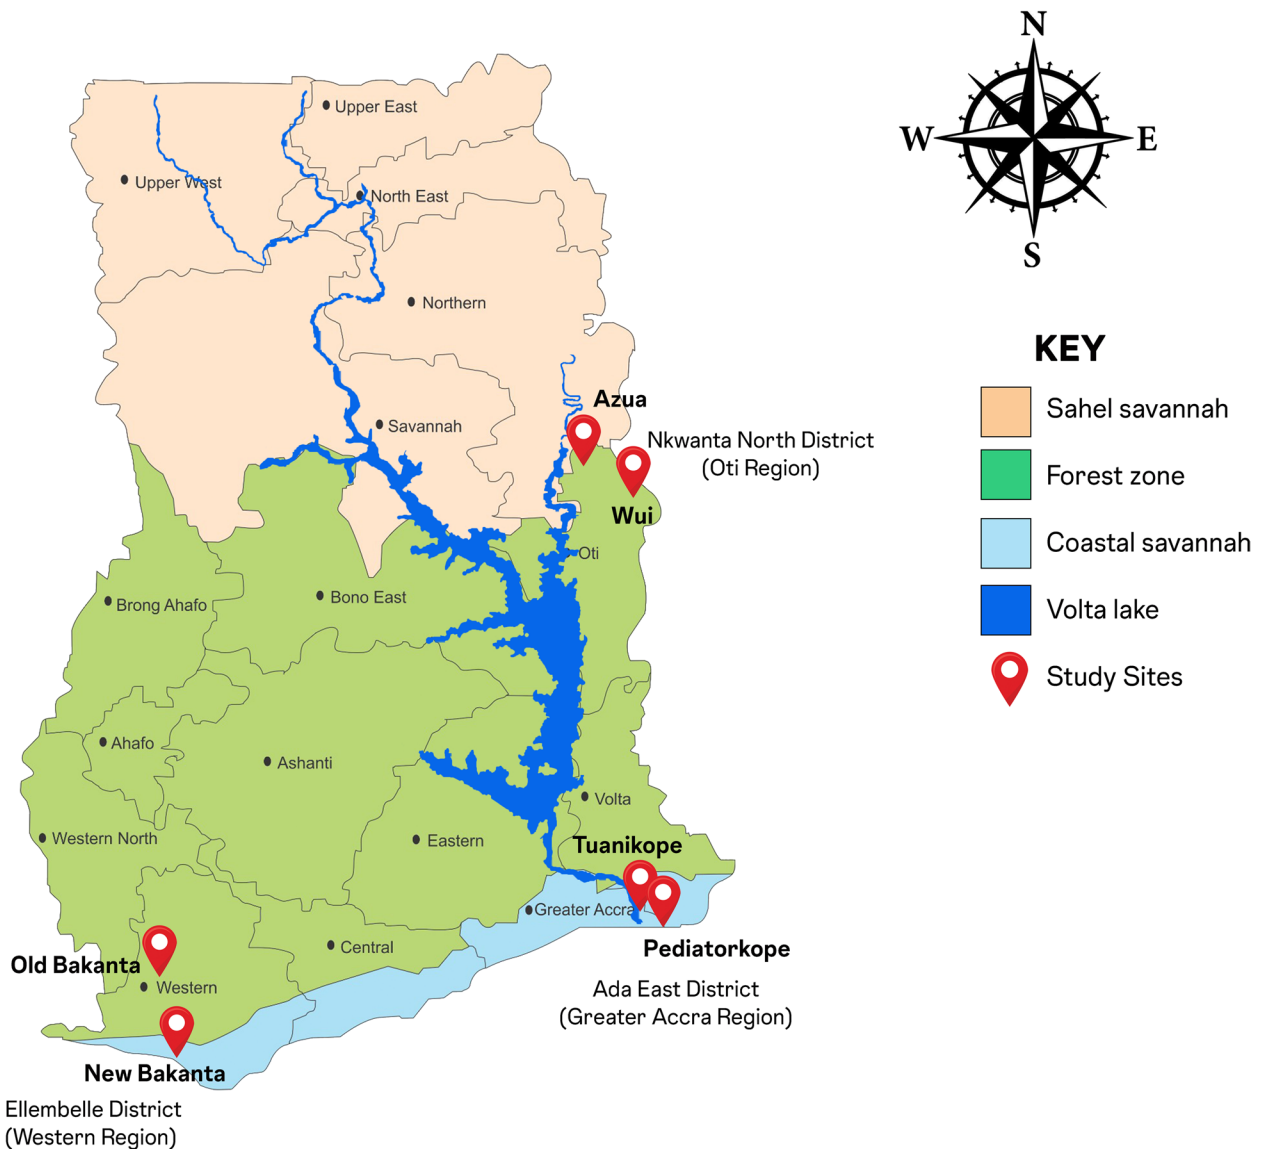 N
W
E
S
Upper East
Upper West
North East
Northern
KEY
Sahel savannah
Forest zone
Coastal savannah
Volta lake
Study Sites
Azua
Savannah
Nkwanta North District
(Oti Region)
Wui
Oti
Brong Ahafo
Bono East
Ahafo
Ashanti
Volta
Western North
Eastern
Tuanikope
Greater Accra
Central
Pediatorkope
Ada East District
(Greater Accra Region)
Old Bakanta
Western
New Bakanta
Ellembelle District
(Western Region)